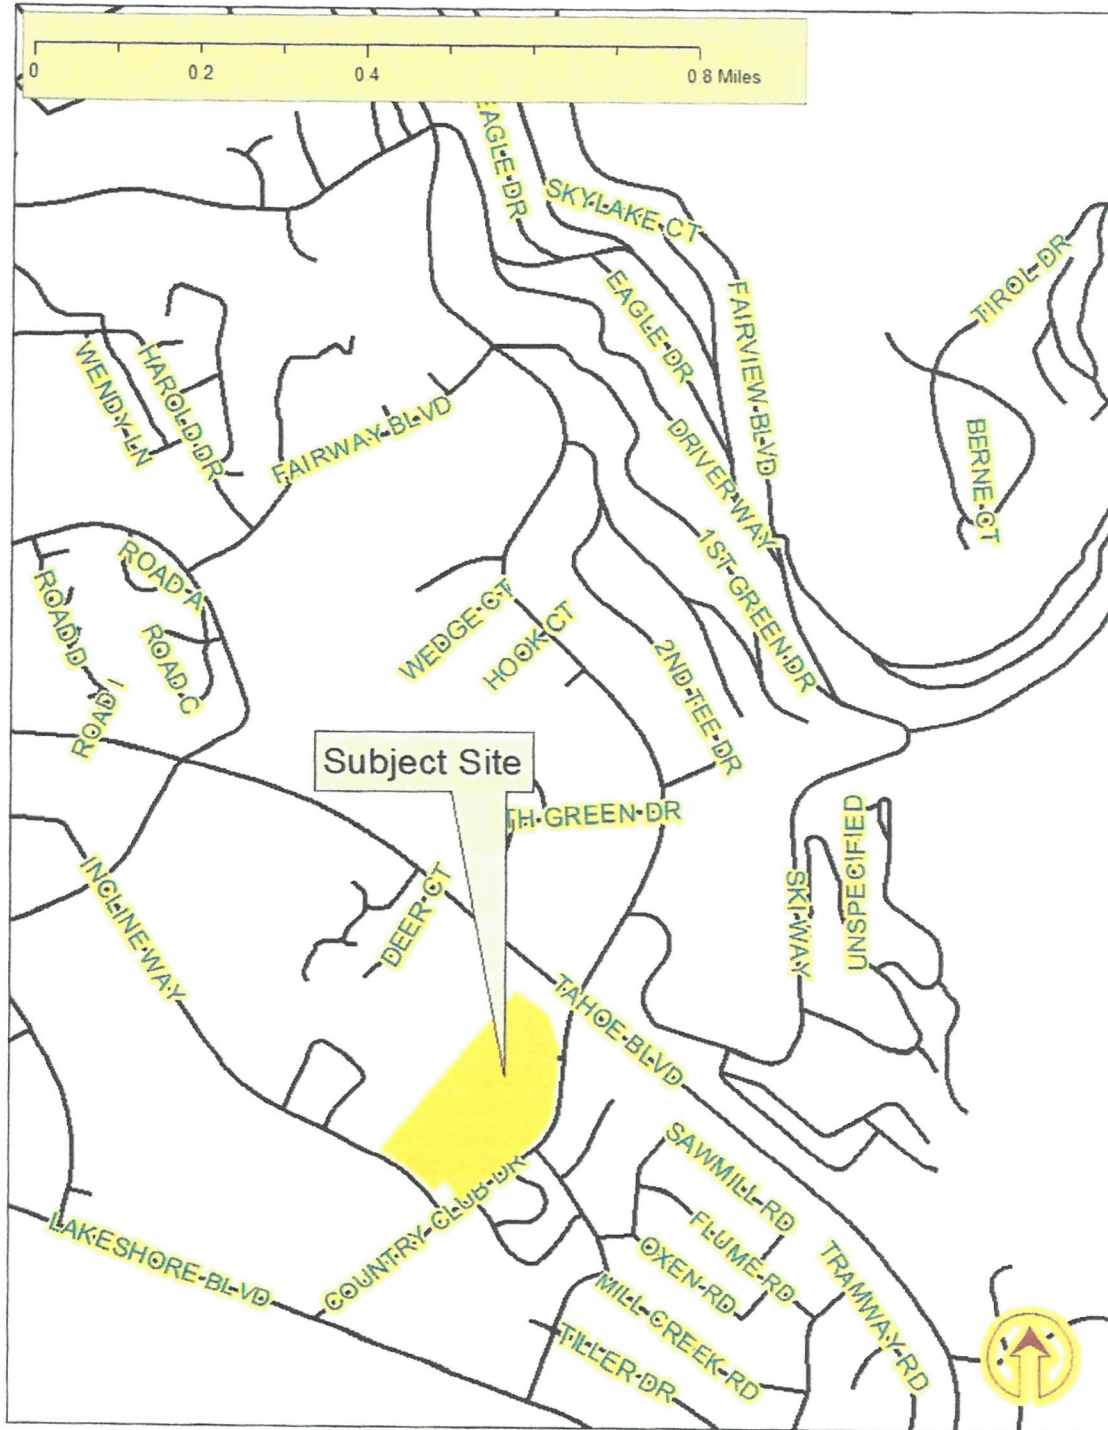 0 0.2 0.4 0.8 Miles
EAGLE DR
SKYLAKE CT
TIROL DR
EAGLE DR
FAIRVIEW BLVD
WENDY LN
HAROLD DR
FAIRWAY BLVD
DRIVER WAY
BERNE CT
ROAD A
1ST GREEN DR
ROAD D
ROAD C
WEDGE CT
HOOK CT
2ND TEE DR
ROAD I
Subject Site
TH GREEN DR
UNSPECIFIED
INCLINE WAY
DEER CT
SKI WAY
TAHOE BLVD
SAWMILL RD
LAKESHORE BLVD
COUNTRY CLUB DR
FLUME RD
OXEN RD
TRAMWAY RD
MILL CREEK RD
TILLER DR